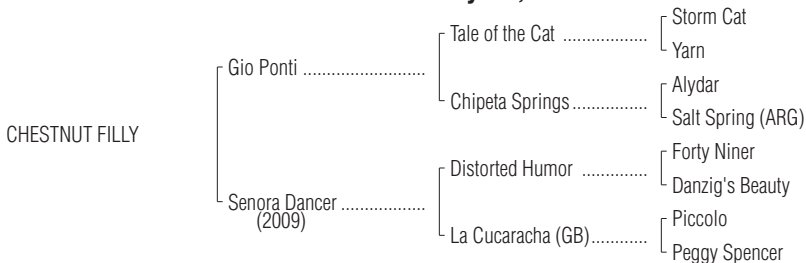 Storm Cat
Tale of the Cat ..................
Yarn
Gio Ponti ..........................
Alydar
Chipeta Springs................
Salt Spring (ARG)
CHESTNUT FILLY
Forty Niner
Distorted Humor ..............
Danzig's Beauty
Senora Dancer ..................
(2009)
Piccolo
La Cucaracha (GB)............
Peggy Spencer